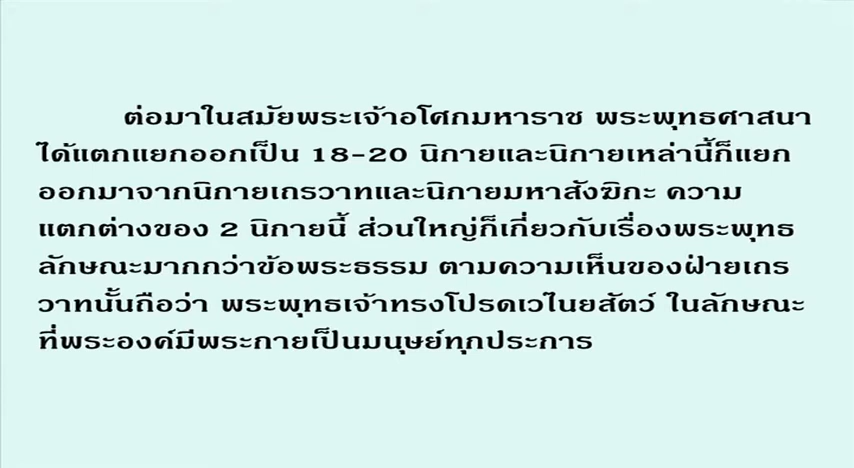 ต่อมาในสมัยพระเจ้าอโศกมหาราช พระพุทธศาสนา
ได้แตกแยกออกเป็น 18-20 นิกายและนิกายเหล่านี้ก็แยก
ออกมาจากนิกายเถรวาทและนิกายมหาสังฆิกะ ความ
แตกต่างของ 2 นิกายนี้ ส่วนใหญ่ก็เกี่ยวกับเรื่องพระพุทธ
ลักษณะมากกว่าข้อพระธรรม ตามความเห็นของฝ่ายเถร
วาทนั้นถือว่า พระพุทธเจ้าทรงโปรดเวไนยสัตว์ ในลักษณะ
ที่พระองค์มีพระกายเป็นมนุษย์ทุกประการ